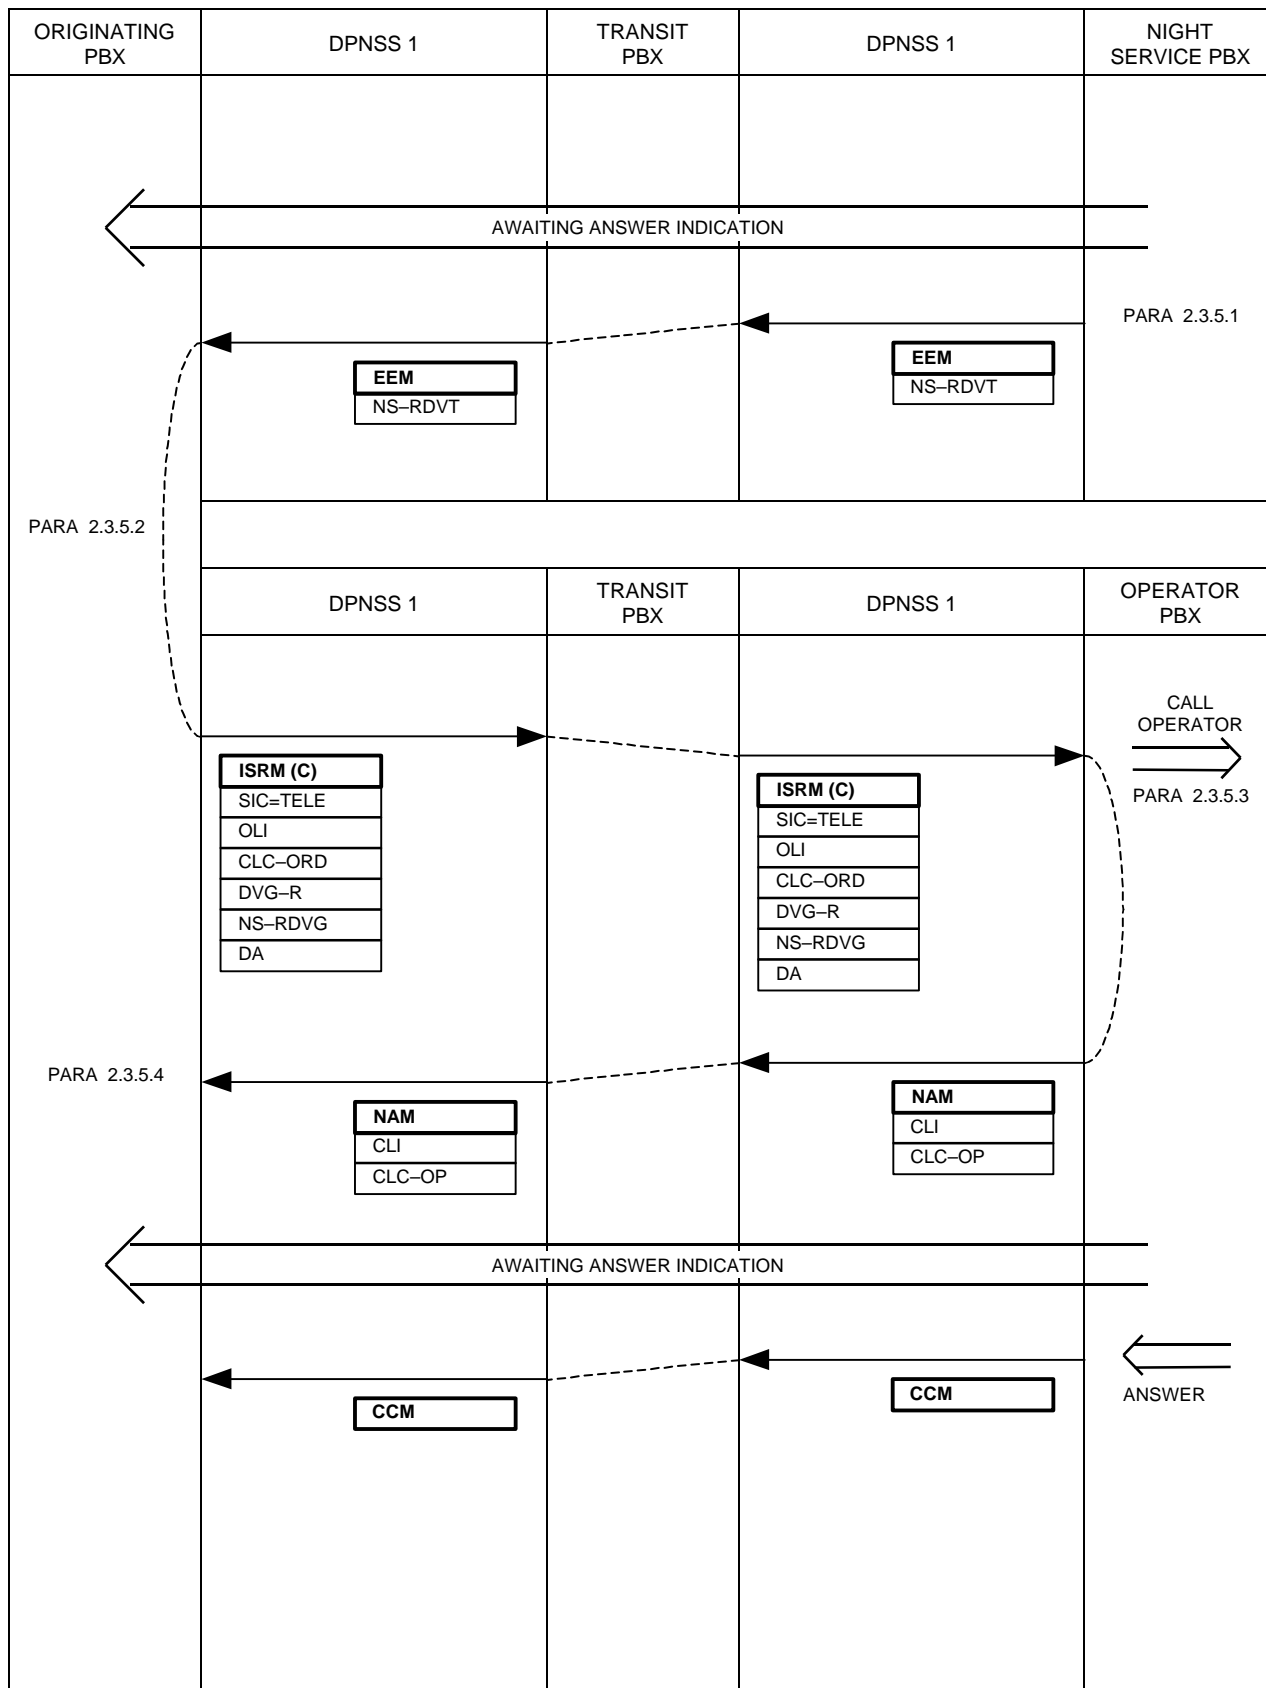 ORIGINATING
PBX
DPNSS 1
TRANSIT
PBX
DPNSS 1
NIGHT
SERVICE PBX
AWAITING ANSWER INDICATION
PARA 2.3.5.1
EEM
NS–RDVT
EEM
NS–RDVT
PARA 2.3.5.2
DPNSS 1
TRANSIT
PBX
DPNSS 1
OPERATOR
PBX
CALL
OPERATOR
PARA 2.3.5.3
ISRM (C)
SIC=TELE
OLI
CLC–ORD
DVG–R
NS–RDVG
DA
ISRM (C)
SIC=TELE
OLI
CLC–ORD
DVG–R
NS–RDVG
DA
PARA 2.3.5.4
NAM
CLI
CLC–OP
NAM
CLI
CLC–OP
AWAITING ANSWER INDICATION
CCM
CCM
ANSWER